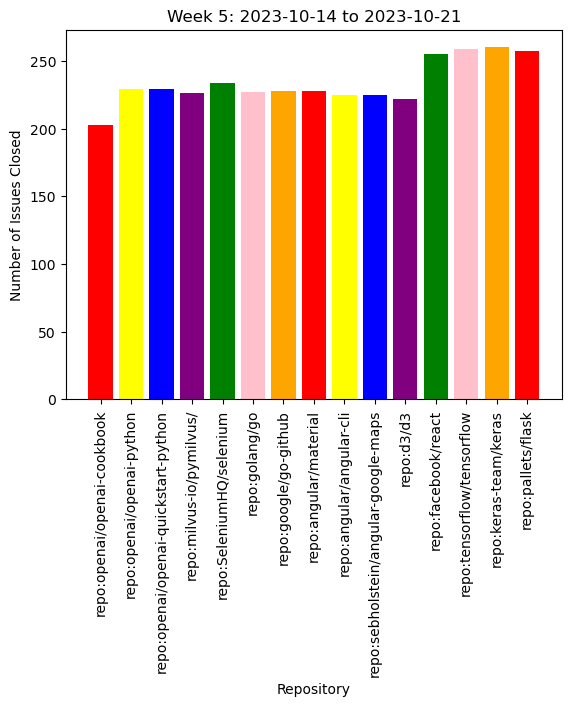 Week 5: 2023-10-14 to 2023-10-21
Number of Issues Closed
250
200
150
100
50
0
repo:openai/openai-cookbook
repo:openai/openai-python
repo:openai/openai-quickstart-python
repo:milvus-io/pymilvus/
repo:SeleniumHQ/selenium
repo:golang/go
repo:google/go-github
repo:angular/material
repo:angular/angular-cli
repo:sebholstein/angular-google-maps
repo:d3/d3
repo:facebook/react
repo:tensorflow/tensorflow
repo:keras-team/keras
repo:pallets/flask
Repository